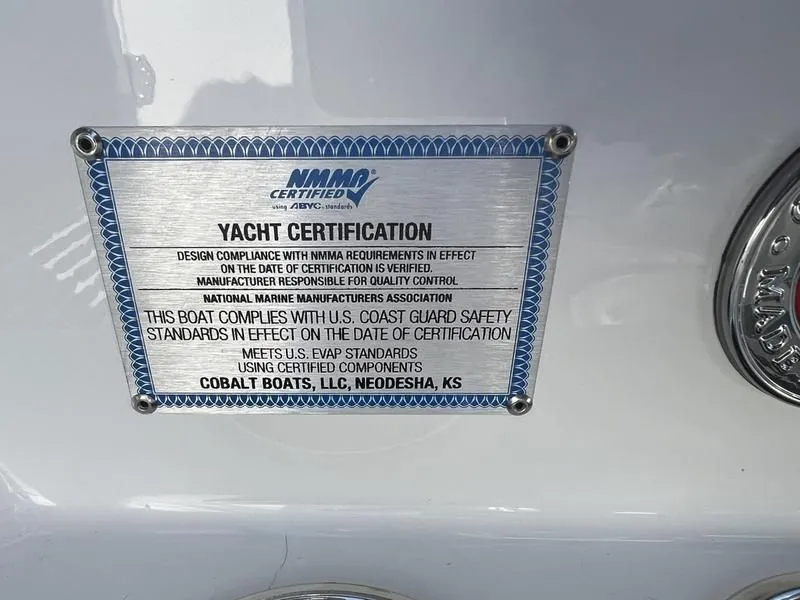 NMMA®
CERTIFIED
using ABYC standards
YACHT CERTIFICATION
DESIGN COMPLIANCE WITH NMMA REQUIREMENTS IN EFFECT
ON THE DATE OF CERTIFICATION IS VERIFIED.
MANUFACTURER RESPONSIBLE FOR QUALITY CONTROL
NATIONAL MARINE MANUFACTURERS ASSOCIATION
THIS BOAT COMPLIES WITH U.S. COAST GUARD SAFETY
STANDARDS IN EFFECT ON THE DATE OF CERTIFICATION
MEETS U.S. EVAP STANDARDS
USING CERTIFIED COMPONENTS
COBALT BOATS, LLC, NEODESHA, KS
MADE